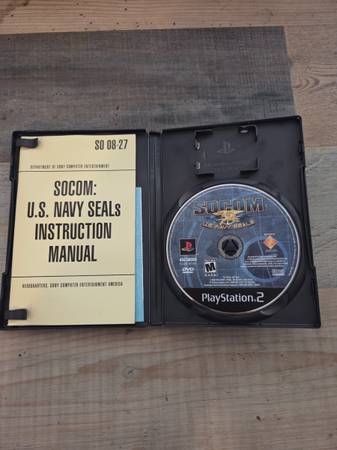 SO 08-27
DEPARTMENT OF SONY COMPUTER ENTERTAINMENT
SOCOM:
U.S. NAVY SEALs
INSTRUCTION
MANUAL
HEADQUARTERS, SONY COMPUTER ENTERTAINMENT AMERICA
SOCOM
U.S. NAVY SEALS
DVD
M
PlayStation.2